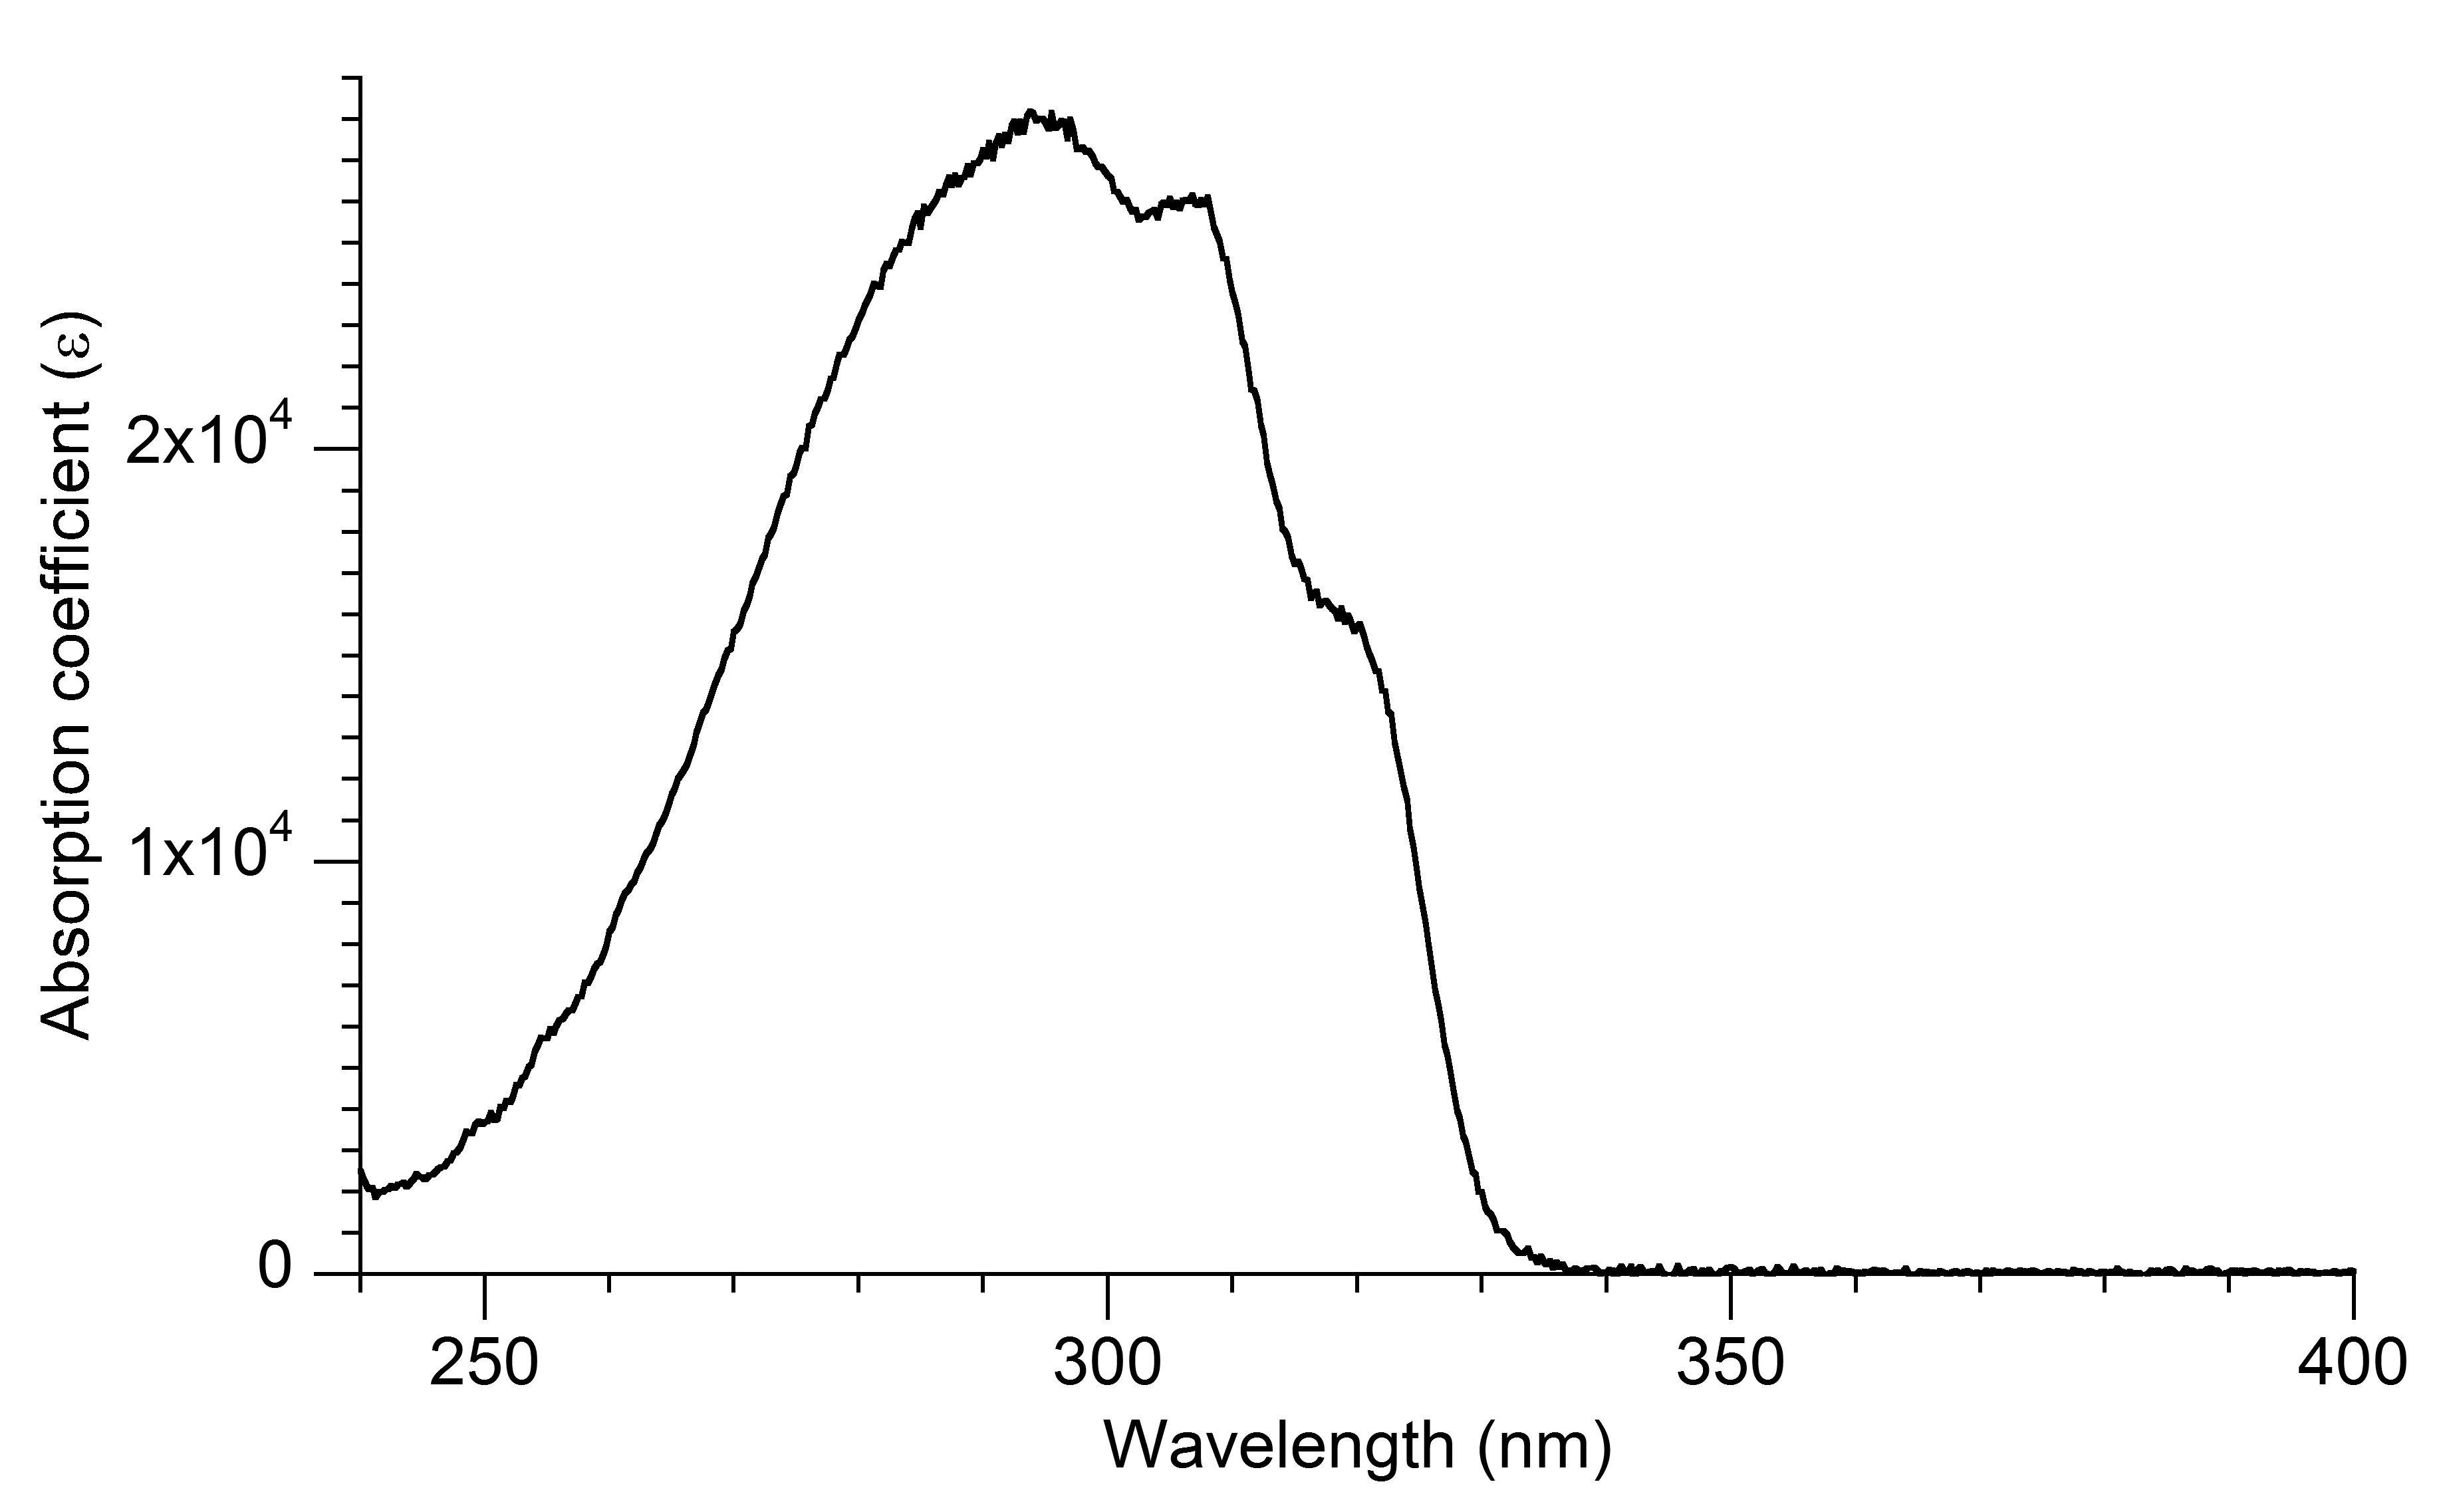 Absorption coefficient (ε)
2x10⁴
1x10⁴
0
250 300 350 400
Wavelength (nm)